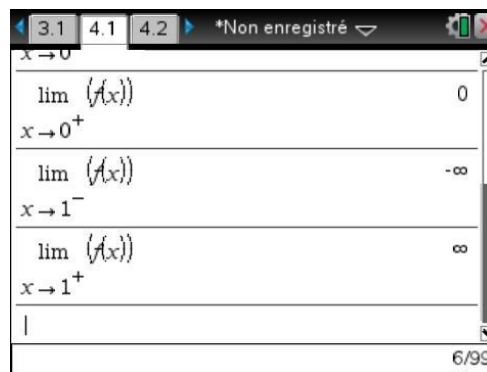 3.1 4.1 4.2 *Non enregistré
x→0
lim (f(x)) 0
x→0⁺
lim (f(x)) -∞
x→1⁻
lim (f(x)) ∞
x→1⁺
6/99